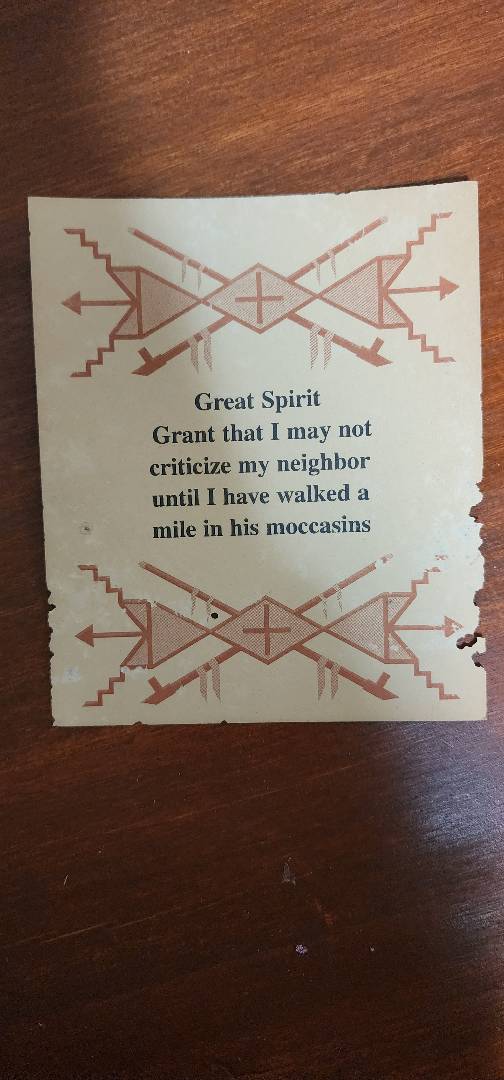 Great Spirit
Grant that I may not
criticize my neighbor
until I have walked a
mile in his moccasins